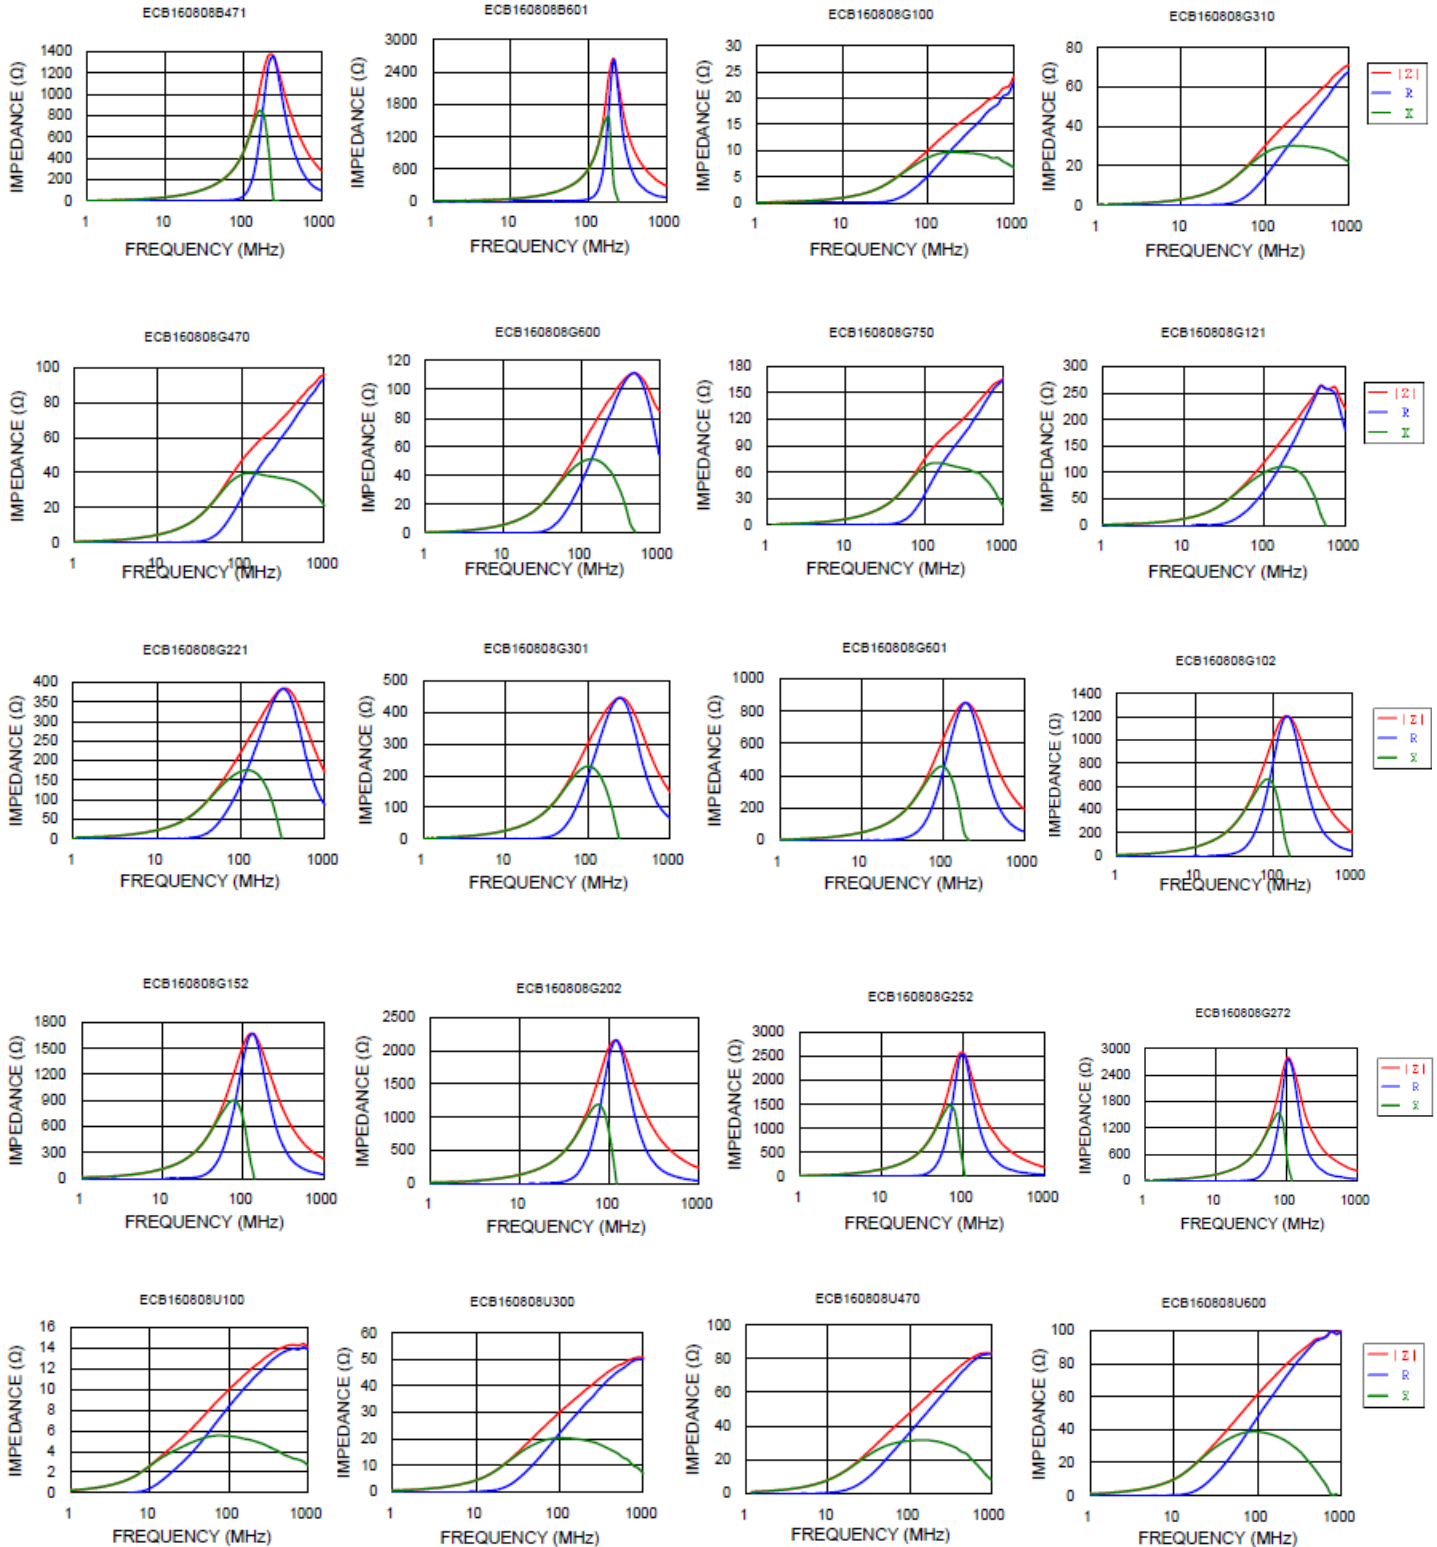 ECB160808B471
ECB160808B601
ECB160808G100
ECB160808G310
IMPEDANCE (Ω)
1400
1200
1000
800
600
400
200
0
1
10
100
1000
FREQUENCY (MHz)
IMPEDANCE (Ω)
3000
2400
1800
1200
600
0
1
10
100
1000
FREQUENCY (MHz)
IMPEDANCE (Ω)
30
25
20
15
10
5
0
1
10
100
1000
FREQUENCY (MHz)
IMPEDANCE (Ω)
80
60
40
20
0
1
10
100
1000
FREQUENCY (MHz)
|Z|
R
X
ECB160808G470
ECB160808G600
ECB160808G750
ECB160808G121
IMPEDANCE (Ω)
100
80
60
40
20
0
1
10
100
1000
FREQUENCY (MHz)
IMPEDANCE (Ω)
120
100
80
60
40
20
0
1
10
100
1000
FREQUENCY (MHz)
IMPEDANCE (Ω)
180
150
120
90
60
30
0
1
10
100
1000
FREQUENCY (MHz)
IMPEDANCE (Ω)
300
250
200
150
100
50
0
1
10
100
1000
FREQUENCY (MHz)
|Z|
R
X
ECB160808G221
ECB160808G301
ECB160808G601
ECB160808G102
IMPEDANCE (Ω)
400
350
300
250
200
150
100
50
0
1
10
100
1000
FREQUENCY (MHz)
IMPEDANCE (Ω)
500
400
300
200
100
0
1
10
100
1000
FREQUENCY (MHz)
IMPEDANCE (Ω)
1000
800
600
400
200
0
1
10
100
1000
FREQUENCY (MHz)
IMPEDANCE (Ω)
1400
1200
1000
800
600
400
200
0
1
10
100
1000
FREQUENCY (MHz)
|Z|
R
X
ECB160808G152
ECB160808G202
ECB160808G252
ECB160808G272
IMPEDANCE (Ω)
1800
1500
1200
900
600
300
0
1
10
100
1000
FREQUENCY (MHz)
IMPEDANCE (Ω)
2500
2000
1500
1000
500
0
1
10
100
1000
FREQUENCY (MHz)
IMPEDANCE (Ω)
3000
2500
2000
1500
1000
500
0
1
10
100
1000
FREQUENCY (MHz)
IMPEDANCE (Ω)
3000
2400
1800
1200
600
0
1
10
100
1000
FREQUENCY (MHz)
|Z|
R
X
ECB160808U100
ECB160808U300
ECB160808U470
ECB160808U600
IMPEDANCE (Ω)
16
14
12
10
8
6
4
2
0
1
10
100
1000
FREQUENCY (MHz)
IMPEDANCE (Ω)
60
50
40
30
20
10
0
1
10
100
1000
FREQUENCY (MHz)
IMPEDANCE (Ω)
100
80
60
40
20
0
1
10
100
1000
FREQUENCY (MHz)
IMPEDANCE (Ω)
100
80
60
40
20
0
1
10
100
1000
FREQUENCY (MHz)
|Z|
R
X